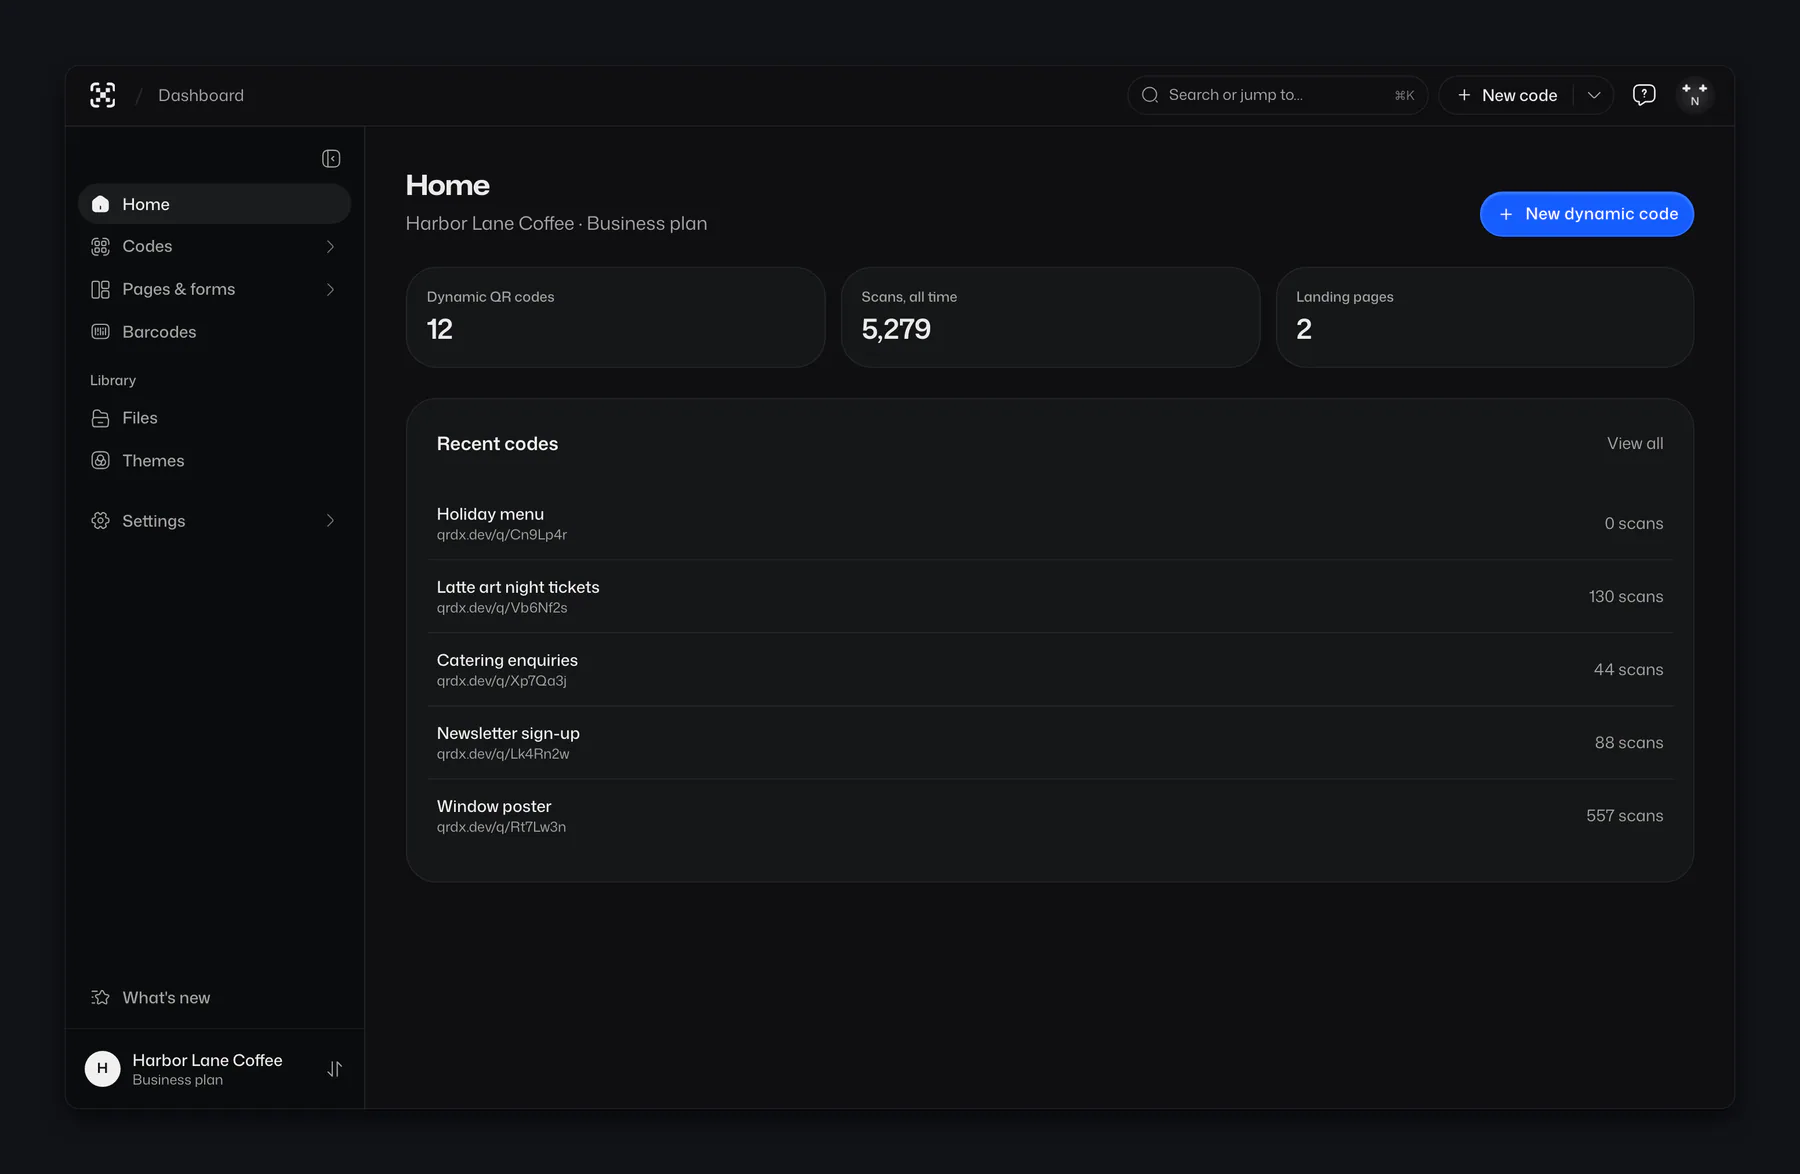 Dashboard
Search or jump to...
⌘K
New code
N
Home
Codes
Pages & forms
Barcodes
Library
Files
Themes
Settings
What's new
H
Harbor Lane Coffee
Business plan
Home
Harbor Lane Coffee · Business plan
New dynamic code
Dynamic QR codes
12
Scans, all time
5,279
Landing pages
2
Recent codes
View all
Holiday menu
qrdx.dev/q/Cn9Lp4r
0 scans
Latte art night tickets
qrdx.dev/q/Vb6Nf2s
130 scans
Catering enquiries
qrdx.dev/q/Xp7Qa3j
44 scans
Newsletter sign-up
qrdx.dev/q/Lk4Rn2w
88 scans
Window poster
qrdx.dev/q/Rt7Lw3n
557 scans